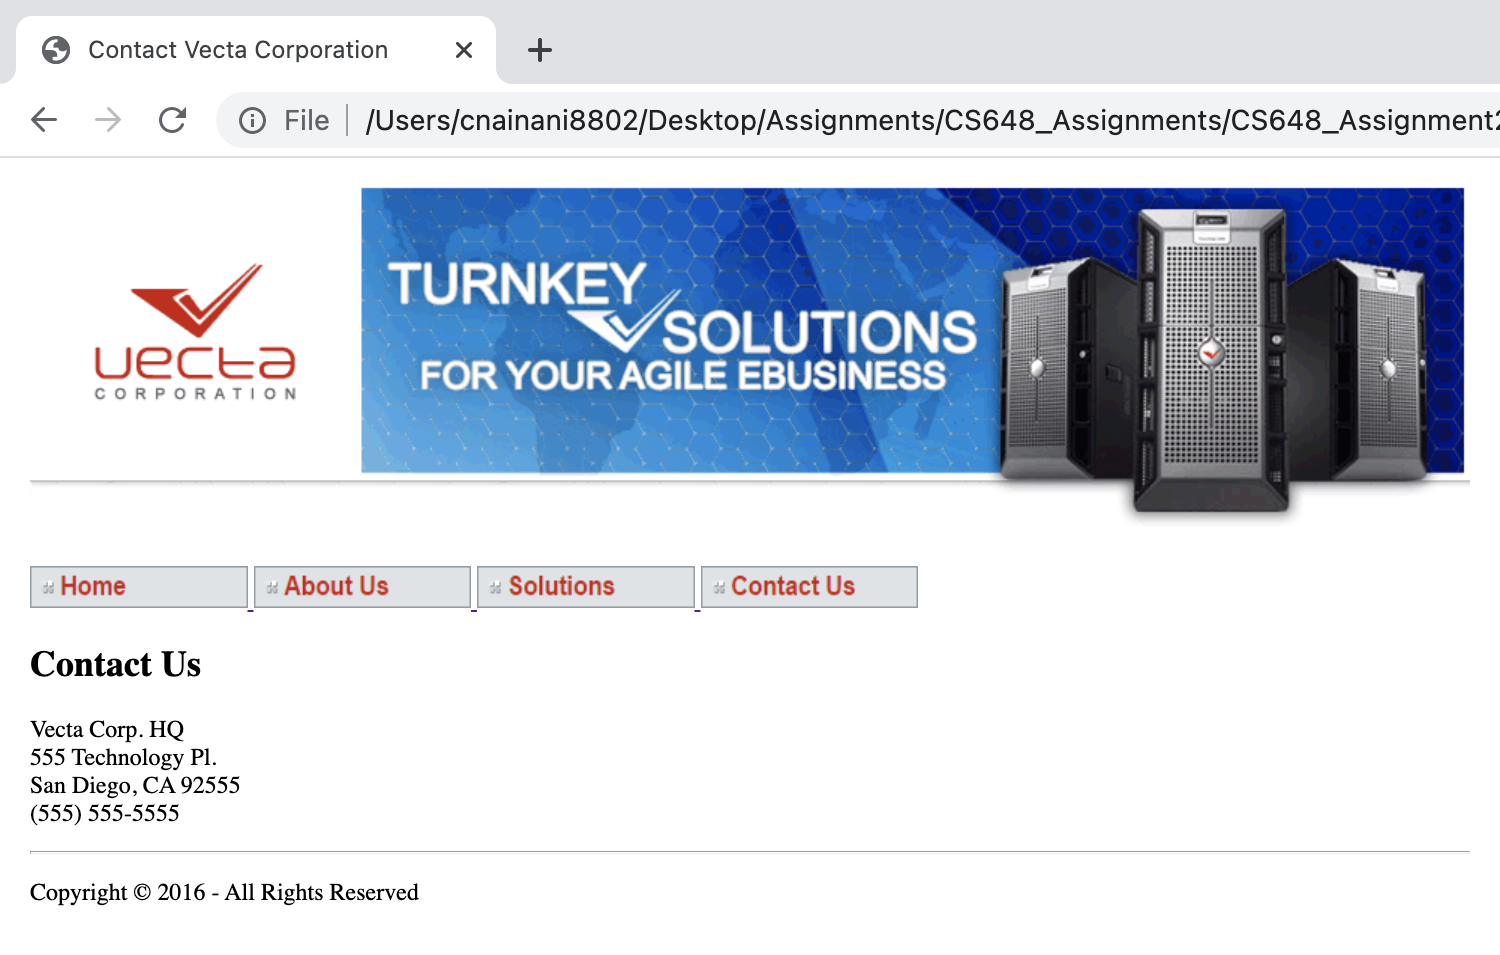 Contact Vecta Corporation
File
/Users/cnainani8802/Desktop/Assignments/CS648_Assignments/CS648_Assignment2
vecta
CORPORATION
TURNKEY
SOLUTIONS
FOR YOUR AGILE EBUSINESS
Home
About Us
Solutions
Contact Us
Contact Us
Vecta Corp. HQ
555 Technology Pl.
San Diego, CA 92555
(555) 555-5555
Copyright © 2016 - All Rights Reserved